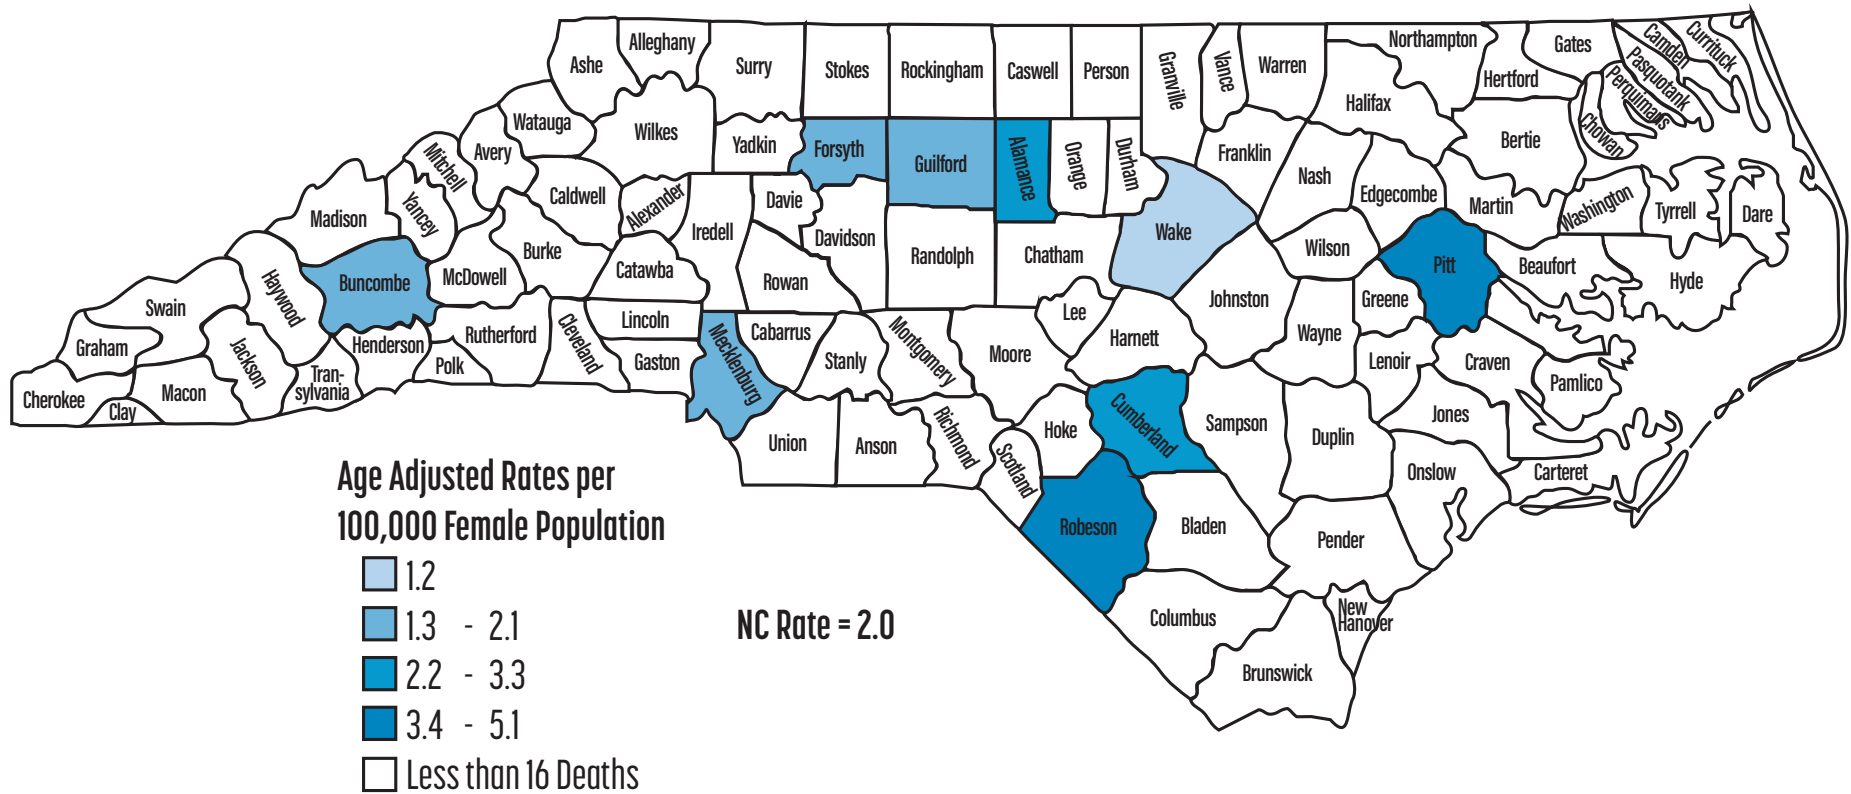 Ashe
Alleghany
Surry
Stokes
Rockingham
Caswell
Person
Granville
Vance
Warren
Northampton
Halifax
Hertford
Gates
Camden
Currituck
Pasquotank
Perquimans
Chowan
Bertie
Watauga
Wilkes
Yadkin
Forsyth
Guilford
Alamance
Orange
Durham
Franklin
Nash
Edgecombe
Martin
Washington
Tyrrell
Dare
Mitchell
Avery
Caldwell
Alexander
Davie
Iredell
Davidson
Randolph
Chatham
Wake
Wilson
Pitt
Beaufort
Hyde
Madison
Yancey
Burke
McDowell
Catawba
Rowan
Buncombe
Haywood
Swain
Graham
Jackson
Cherokee
Clay
Macon
Tran-
sylvania
Henderson
Polk
Rutherford
Cleveland
Lincoln
Gaston
Mecklenburg
Cabarrus
Stanly
Montgomery
Moore
Lee
Harnett
Johnston
Wayne
Greene
Lenoir
Craven
Pamlico
Jones
Union
Anson
Richmond
Scotland
Hoke
Cumberland
Sampson
Duplin
Onslow
Carteret
Robeson
Bladen
Pender
Columbus
New
Hanover
Brunswick
Age Adjusted Rates per
100,000 Female Population
1.2
1.3 - 2.1
2.2 - 3.3
3.4 - 5.1
Less than 16 Deaths
NC Rate = 2.0